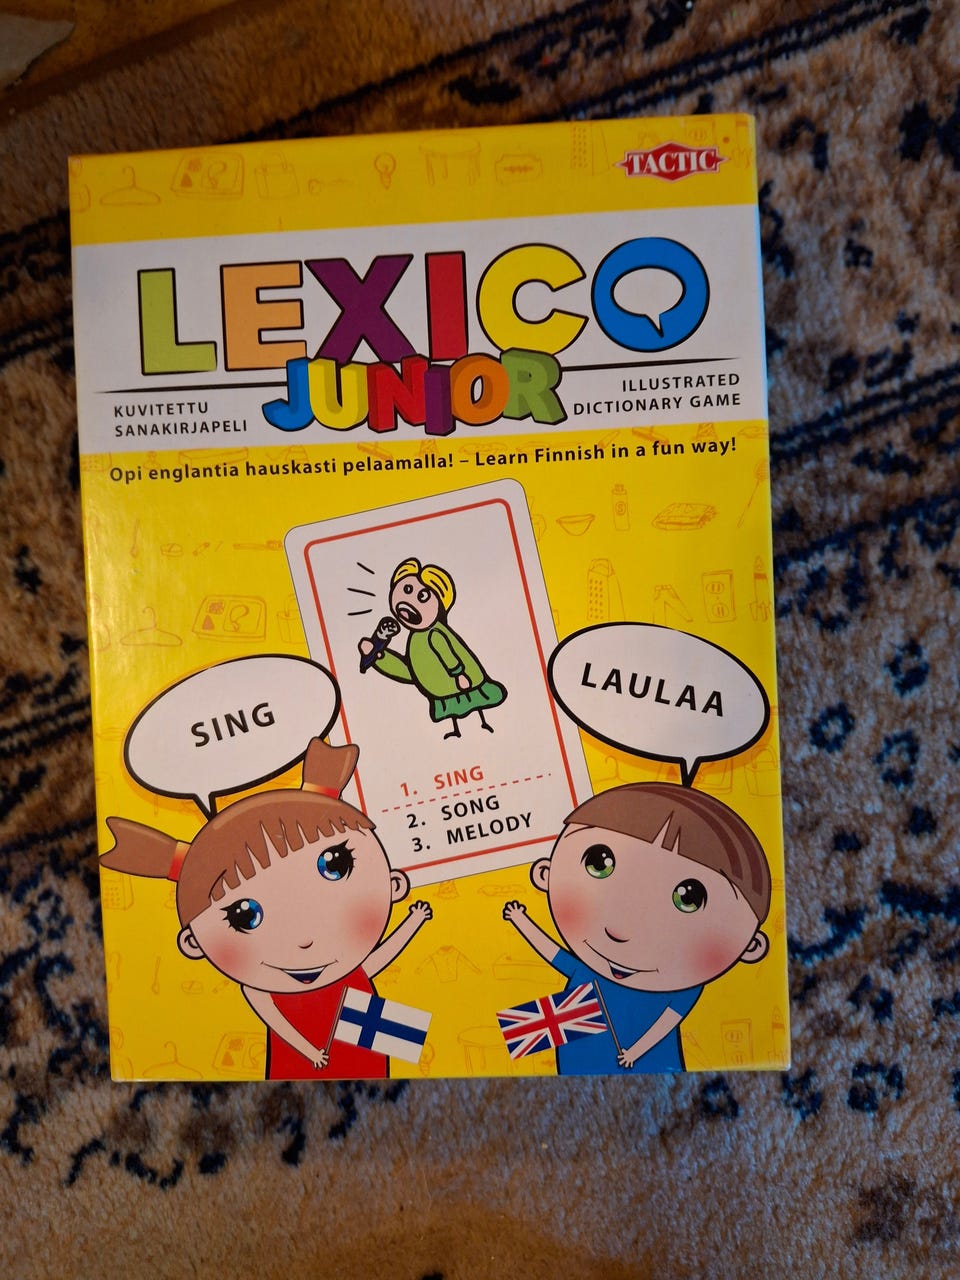 TACTIC
LEXICO
JUNIOR
KUVITETTU
SANAKIRJAPELI
ILLUSTRATED
DICTIONARY GAME
Opi englantia hauskasti pelaamalla! – Learn Finnish in a fun way!
SING
LAULAA
1. SING
2. SONG
3. MELODY